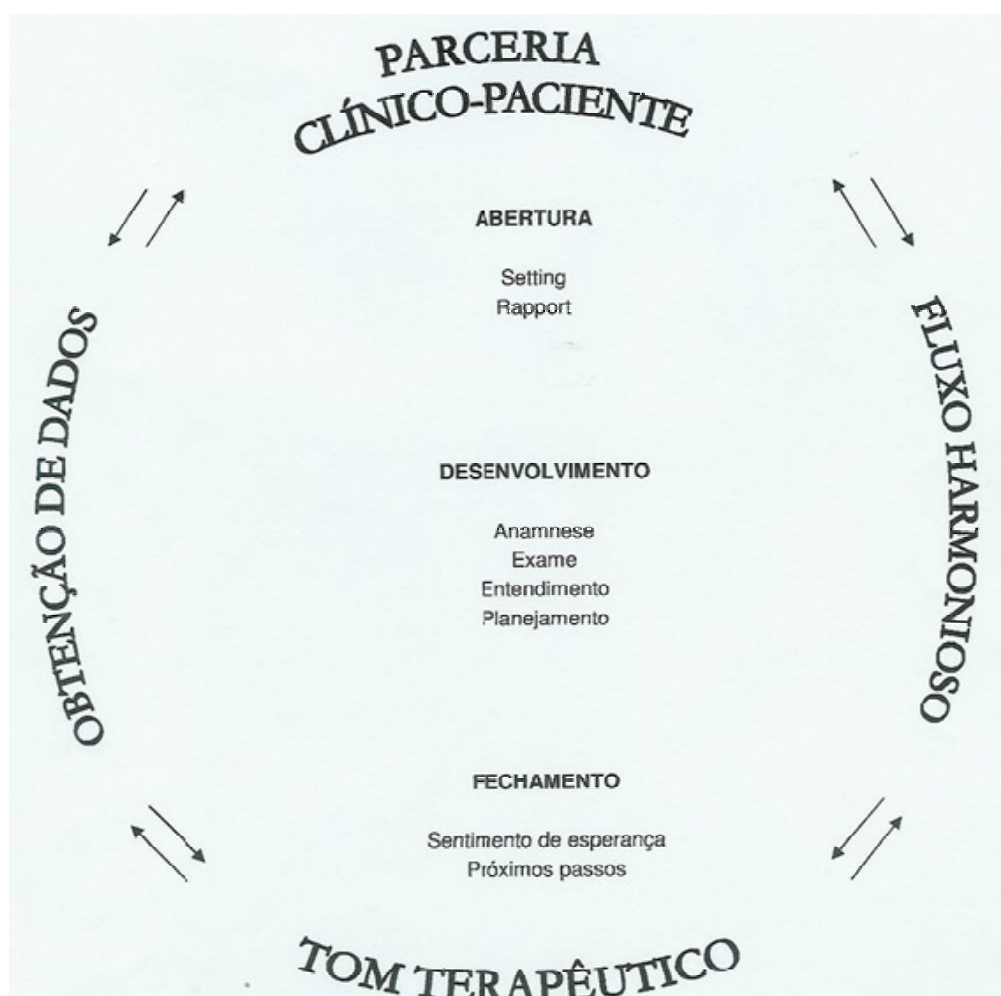 PARCERIA
CLÍNICO-PACIENTE
ABERTURA
Setting
Rapport
OBTENÇÃO DE DADOS
FLUXO HARMONIOSO
DESENVOLVIMENTO
Anamnese
Exame
Entendimento
Planejamento
FECHAMENTO
Sentimento de esperança
Próximos passos
TOM TERAPÊUTICO